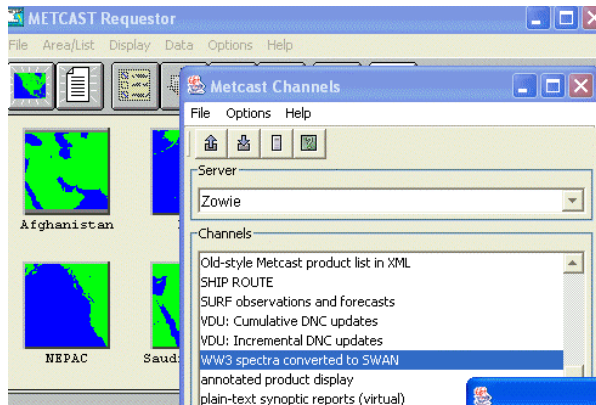 METCAST Requestor
File Area/List Display Data Options Help
Metcast Channels
File Options Help
Server
Zowie
Channels
Old-style Metcast product list in XML
SHIP ROUTE
SURF observations and forecasts
VDU: Cumulative DNC updates
VDU: Incremental DNC updates
WW3 spectra converted to SWAN
annotated product display
plain-text synoptic reports (virtual)
Afghanistan
NEPAC